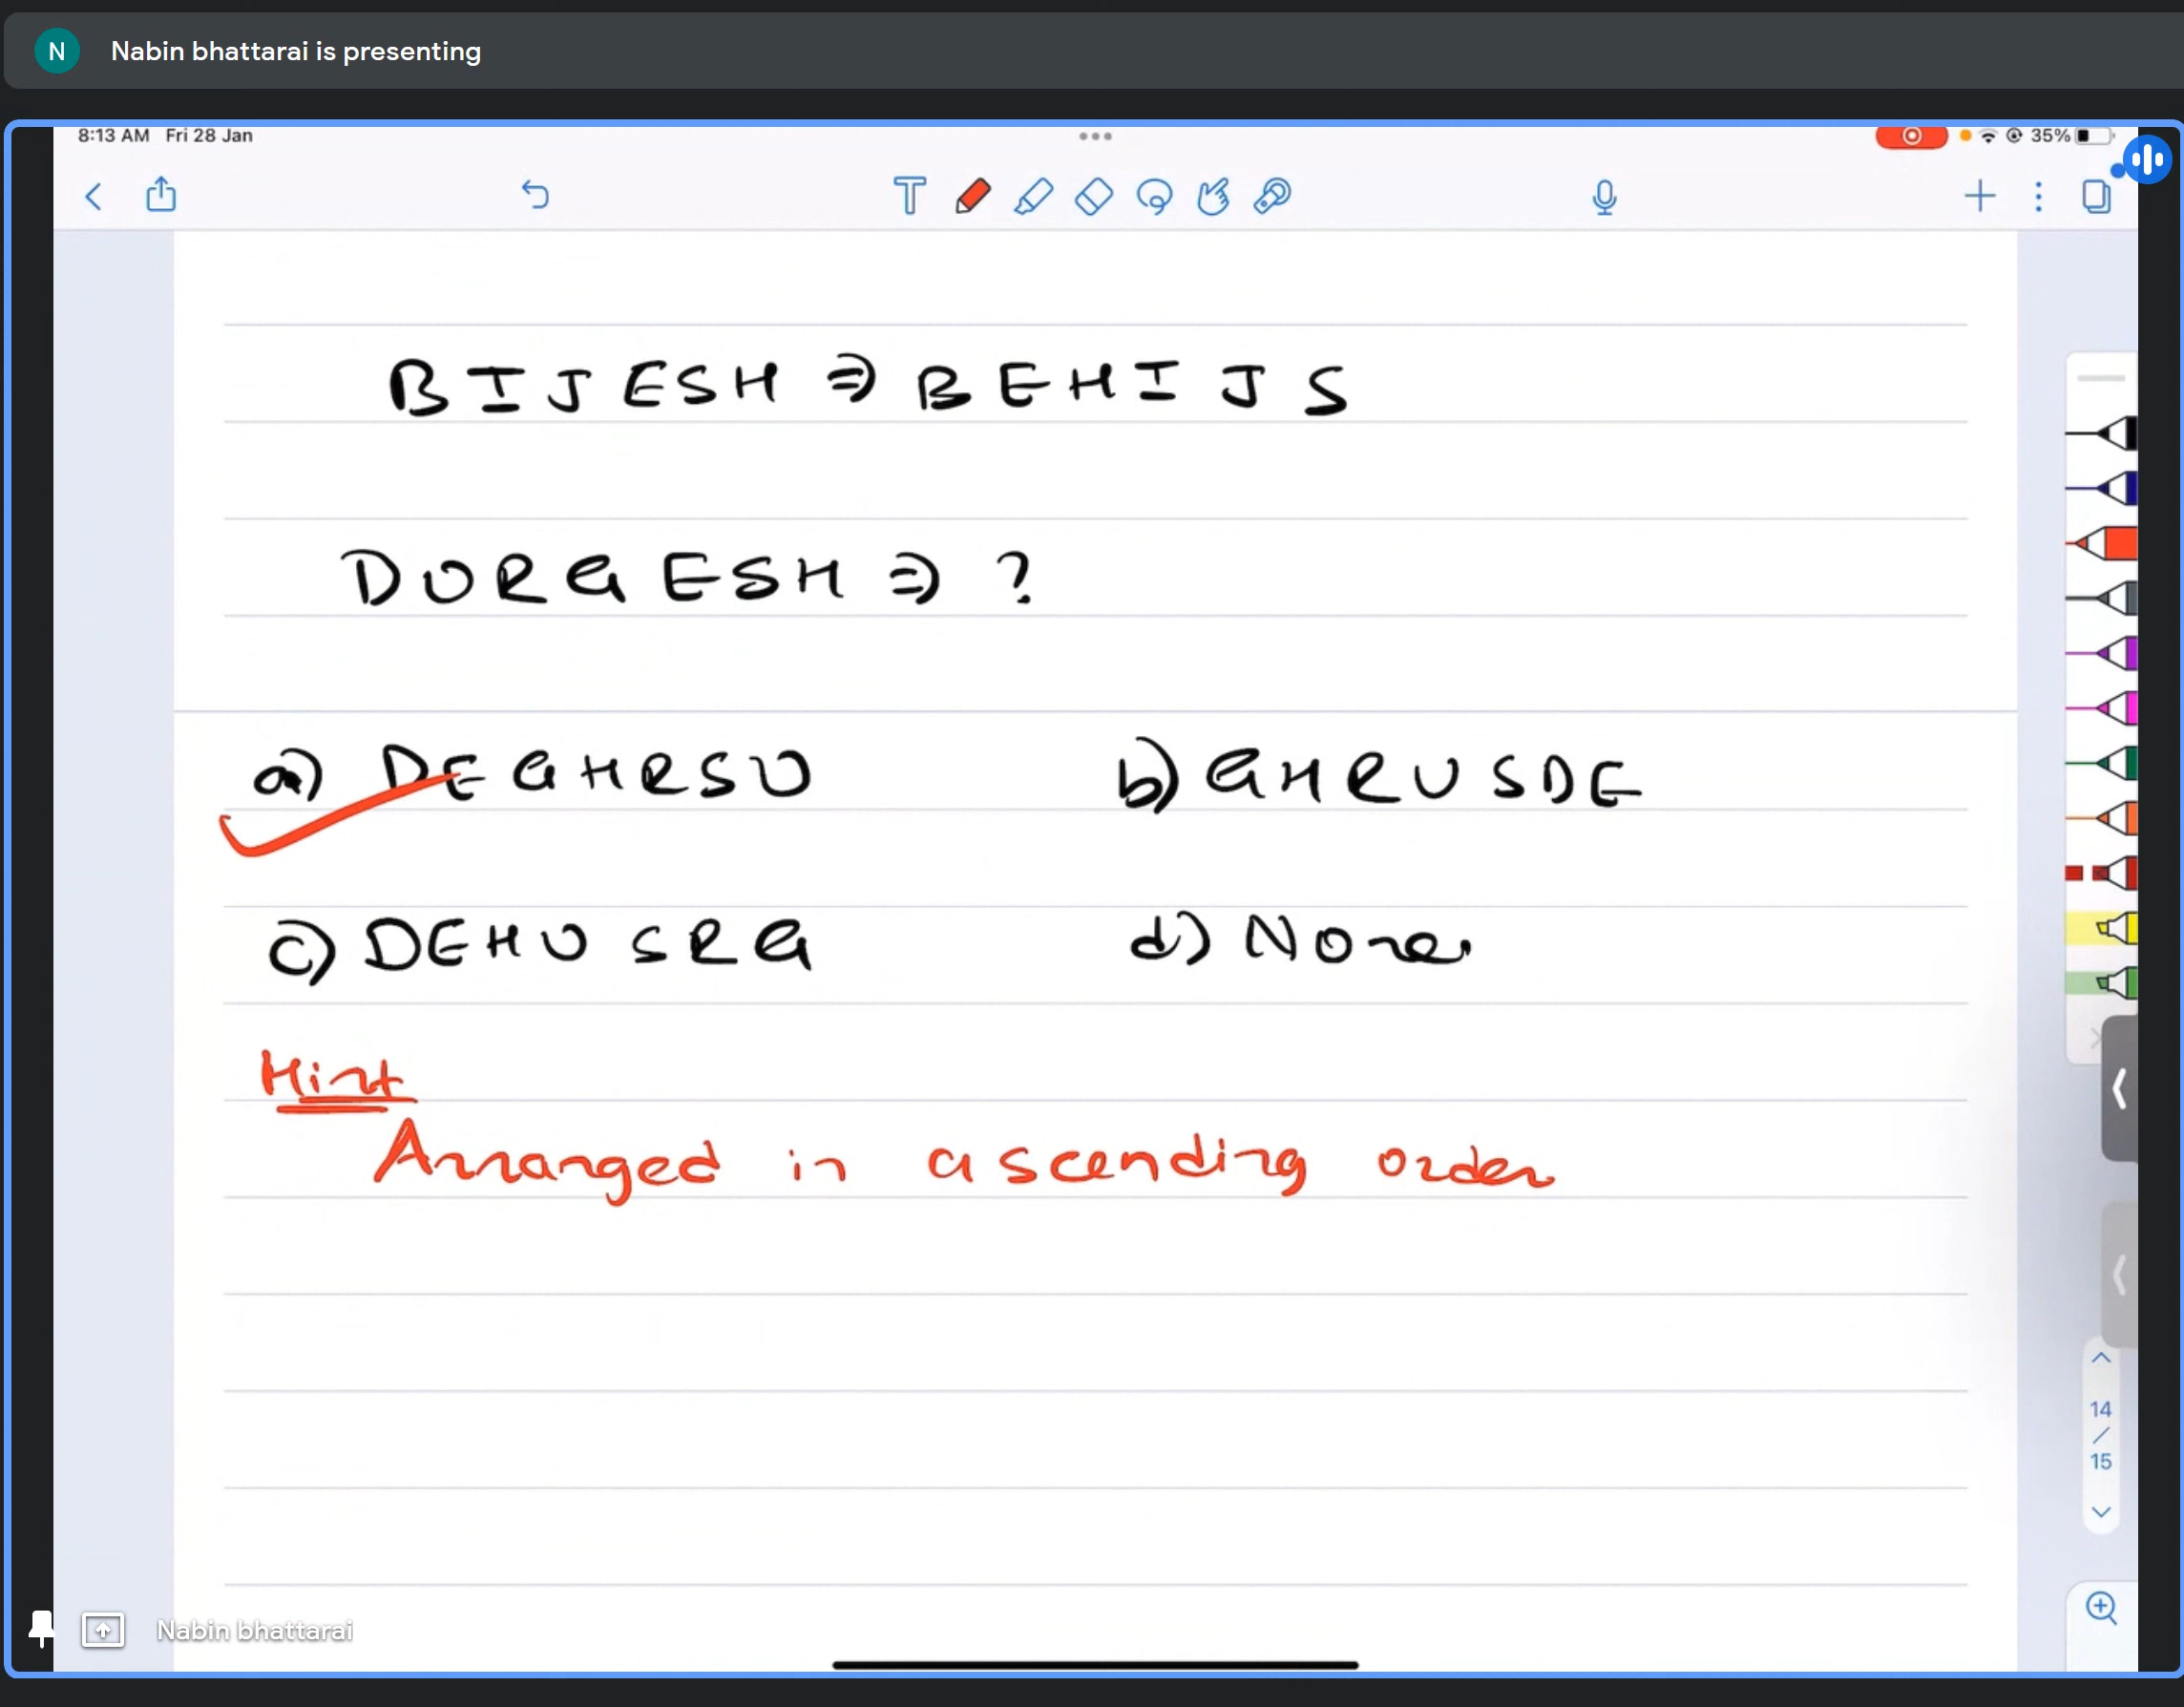 N Nabin bhattarai is presenting
8:13 AM Fri 28 Jan
35%
T
BIJESH ⇒ BEHIJS
DURGESH ⇒ ?
a) DEGHRSU b) GHRUSDE
c) DEHUSRG d) None.
Hint
Arranged in ascending order
14
/
15
Nabin bhattarai